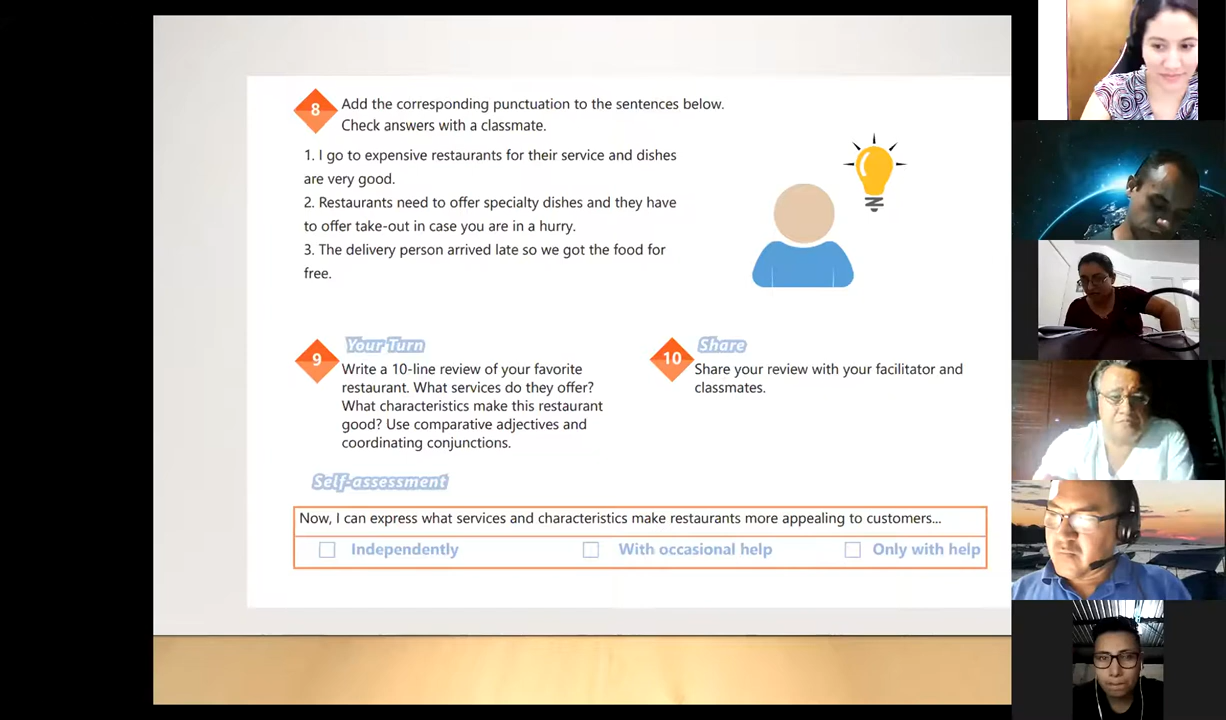 8
Add the corresponding punctuation to the sentences below.
Check answers with a classmate.
1. I go to expensive restaurants for their service and dishes
are very good.
2. Restaurants need to offer specialty dishes and they have
to offer take-out in case you are in a hurry.
3. The delivery person arrived late so we got the food for
free.
9
Your Turn
Write a 10-line review of your favorite
restaurant. What services do they offer?
What characteristics make this restaurant
good? Use comparative adjectives and
coordinating conjunctions.
10
Share
Share your review with your facilitator and
classmates.
Self-assessment
Now, I can express what services and characteristics make restaurants more appealing to customers...
Independently
With occasional help
Only with help